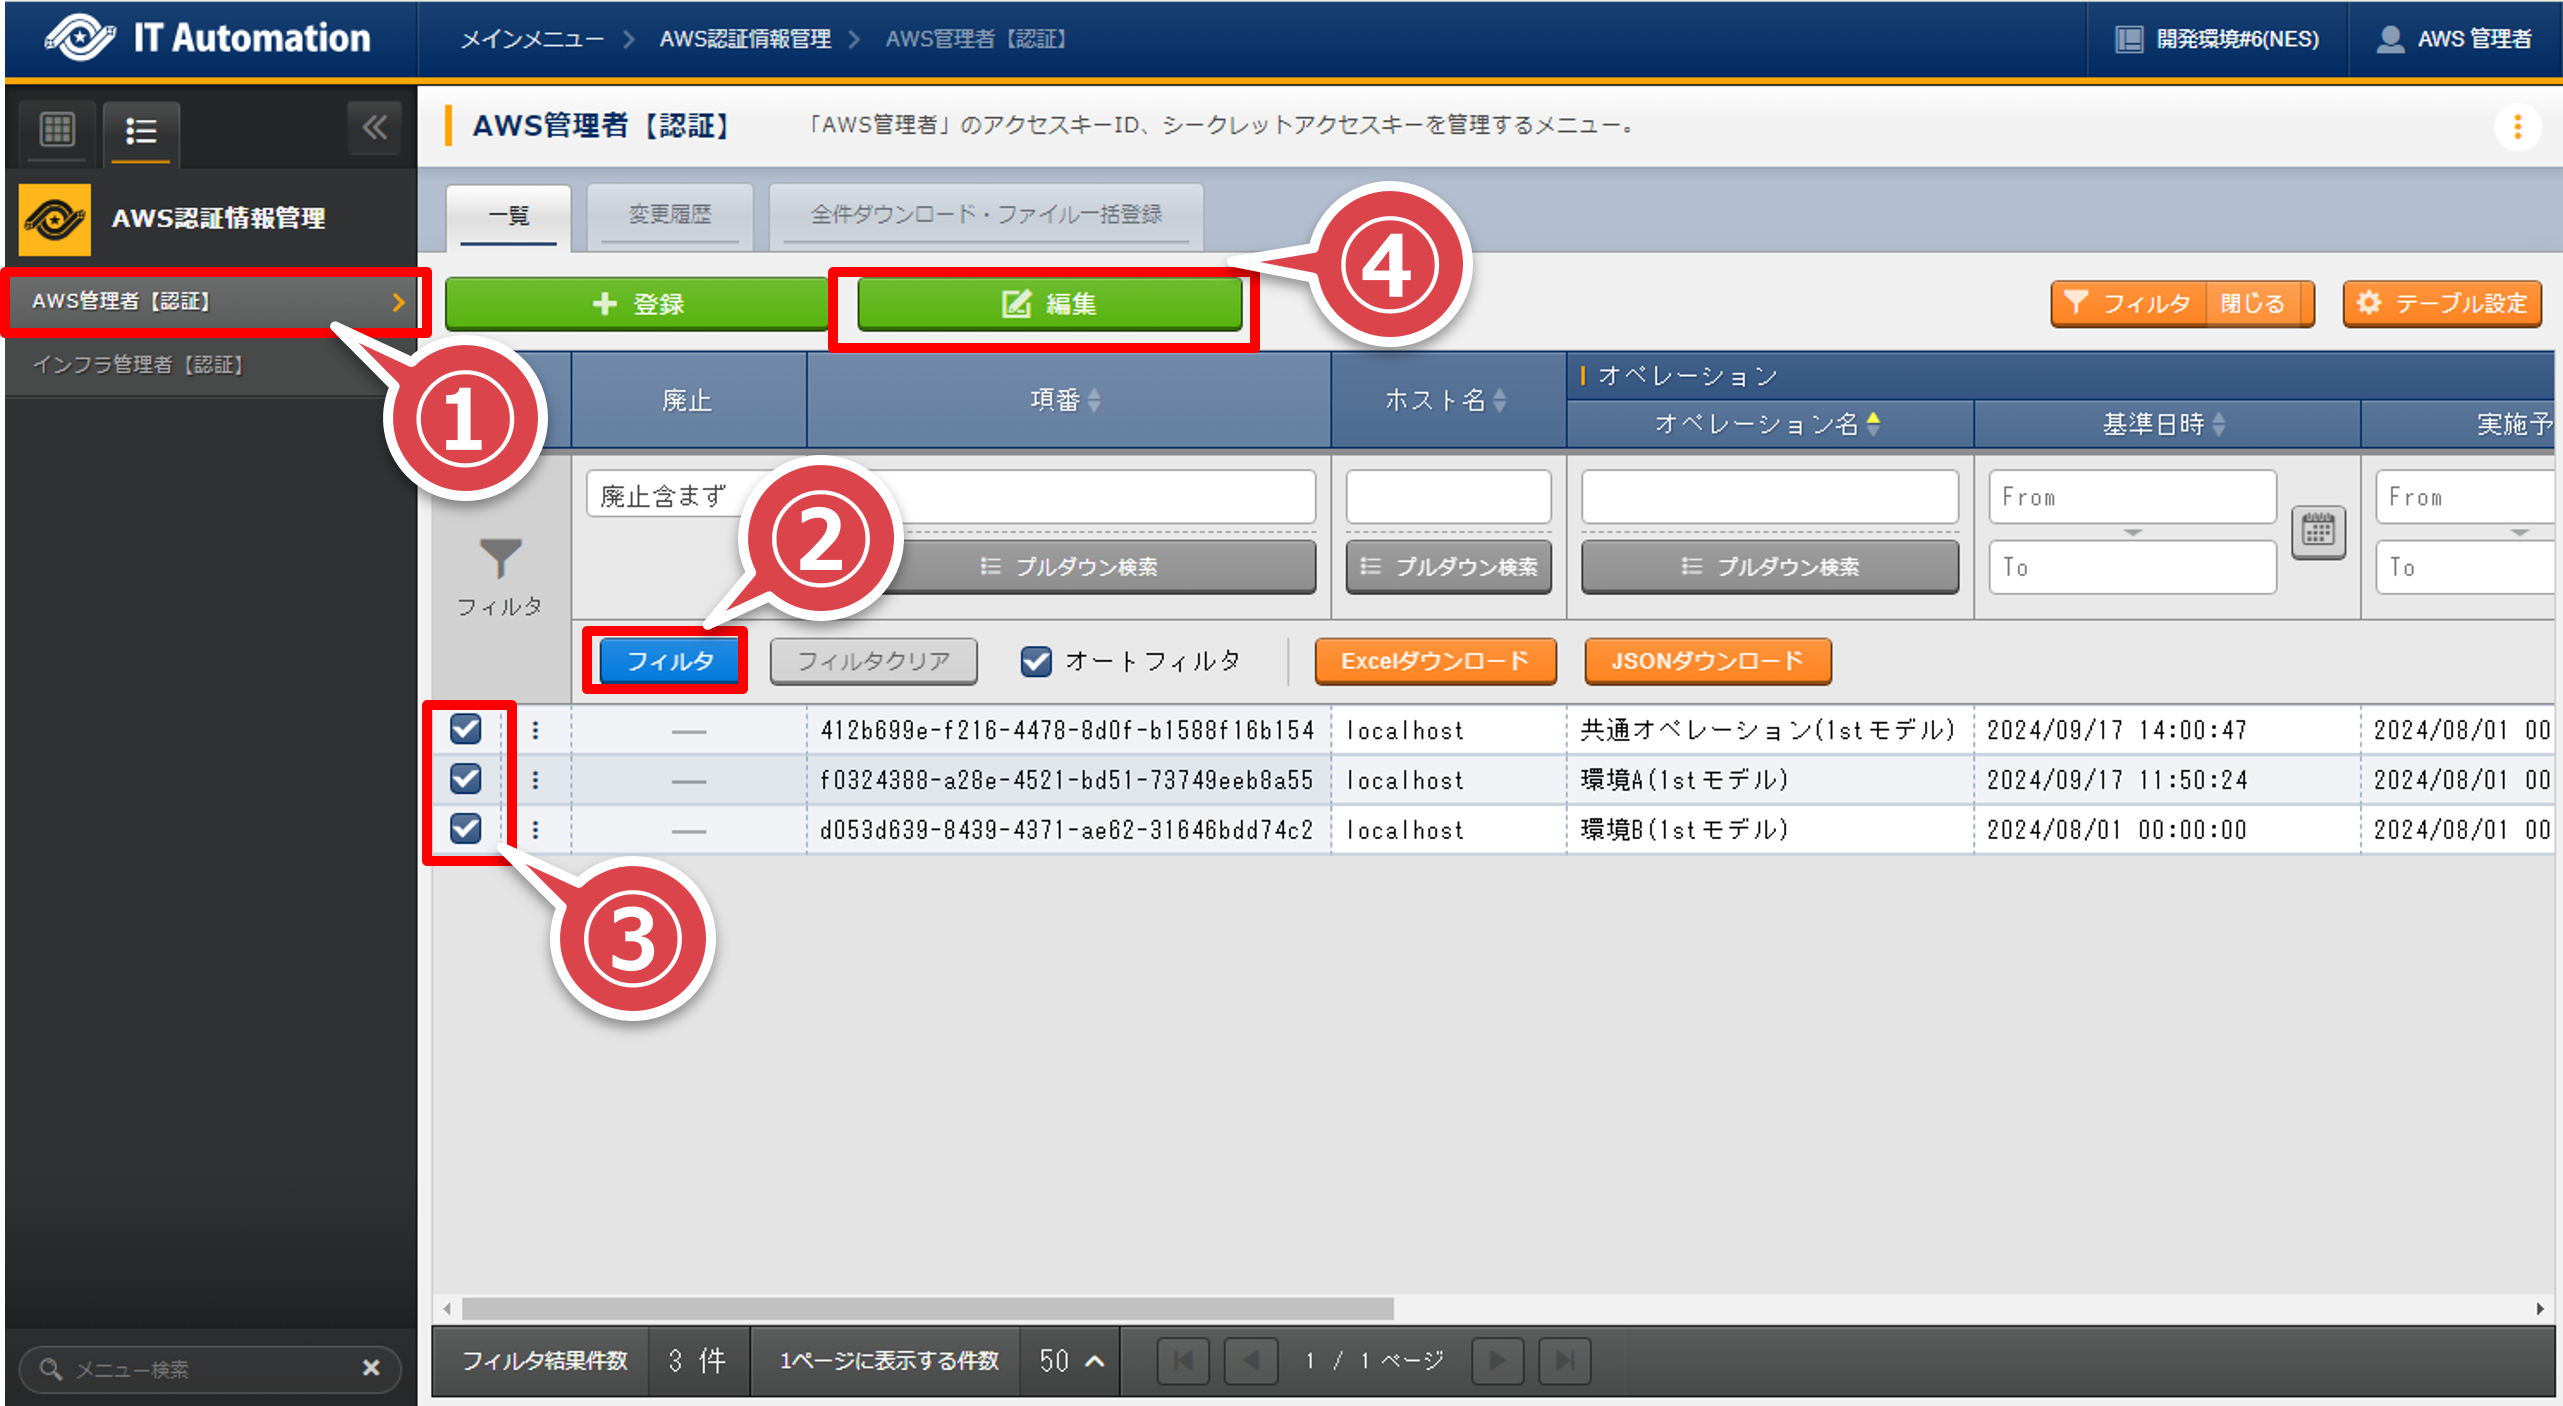 IT Automation
メインメニュー > AWS認証情報管理 > AWS管理者【認証】
開発環境#6(NES)
AWS 管理者
AWS認証情報管理
AWS管理者【認証】
インフラ管理者【認証】
メニュー検索
AWS管理者【認証】
「AWS管理者」のアクセスキーID、シークレットアクセスキーを管理するメニュー。
一覧 変更履歴 全件ダウンロード・ファイル一括登録
登録 編集 フィルタ 閉じる テーブル設定
① ② ③ ④
廃止 項番 ホスト名 オペレーション
オペレーション名 基準日時 実施予
廃止含まず From From
フィルタ プルダウン検索 プルダウン検索 プルダウン検索 To To
フィルタ フィルタクリア オートフィルタ Excelダウンロード JSONダウンロード
— 412b699e-f216-4478-8d0f-b1588f16b154 localhost 共通オペレーション(1stモデル) 2024/09/17 14:00:47 2024/08/01 00
— f0324388-a28e-4521-bd51-73749eeb8a55 localhost 環境A(1stモデル) 2024/09/17 11:50:24 2024/08/01 00
— d053d639-8439-4371-ae62-31646bdd74c2 localhost 環境B(1stモデル) 2024/08/01 00:00:00 2024/08/01 00
フィルタ結果件数 3 件 1ページに表示する件数 50 1 / 1 ページ